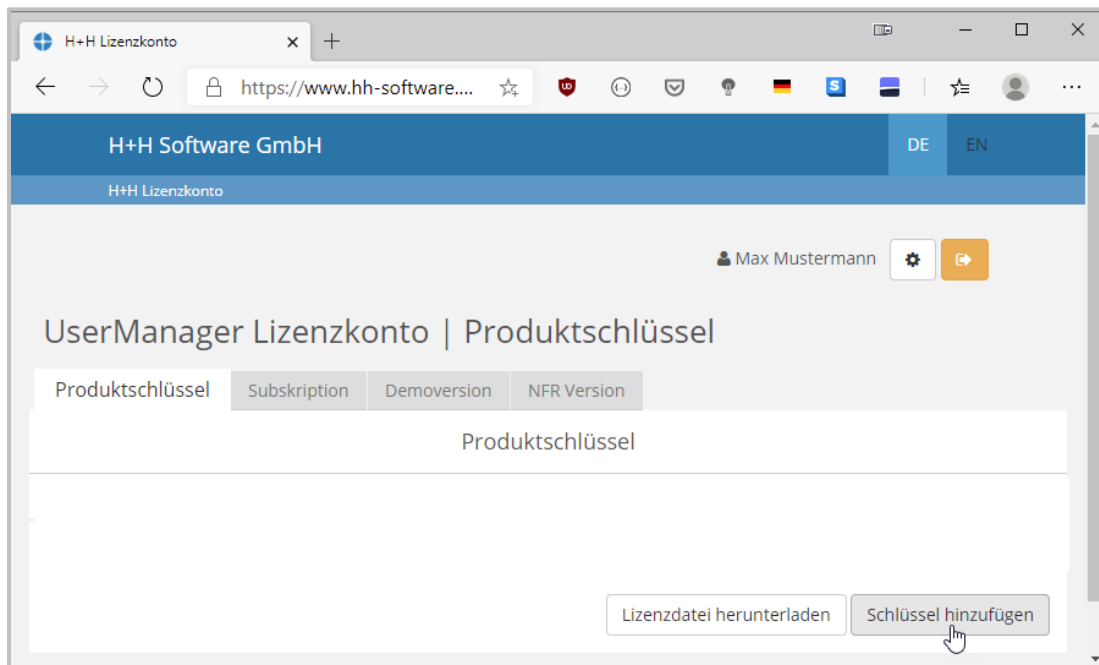 H+H Lizenzkonto
https://www.hh-software....
H+H Software GmbH
DE EN
H+H Lizenzkonto
Max Mustermann
UserManager Lizenzkonto | Produktschlüssel
Produktschlüssel Subskription Demoversion NFR Version
Produktschlüssel
Lizenzdatei herunterladen Schlüssel hinzufügen